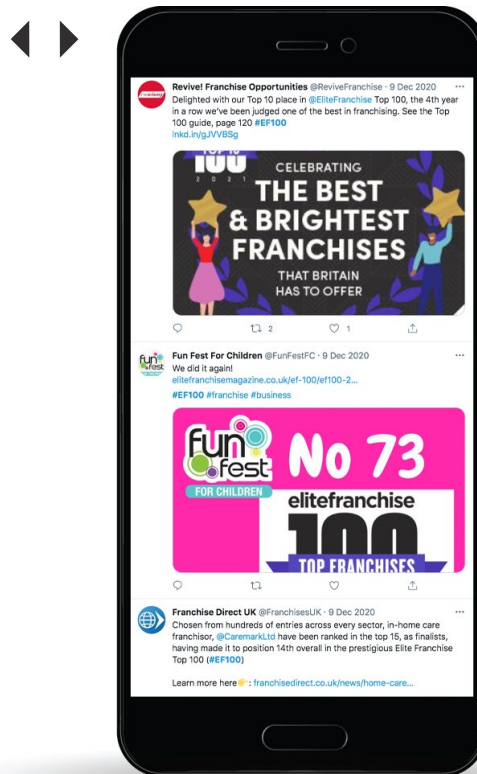 Revive! Franchise Opportunities @ReviveFranchise · 9 Dec 2020
Delighted with our Top 10 place in @EliteFranchise Top 100, the 4th year
in a row we've been judged one of the best in franchising. See the Top
100 guide, page 120 #EF100
lnkd.in/gJVVBSg
TOP 10
100
2021
CELEBRATING
THE BEST
& BRIGHTEST
FRANCHISES
THAT BRITAIN
HAS TO OFFER
2
1
Fun Fest For Children @FunFestFC · 9 Dec 2020
We did it again!
elitefranchisemagazine.co.uk/ef-100/ef100-2...
#EF100 #franchise #business
fun
fest
FOR CHILDREN
No 73
elitefranchise
100
TOP FRANCHISES
Franchise Direct UK @FranchisesUK · 9 Dec 2020
Chosen from hundreds of entries across every sector, in-home care
franchisor, @CaremarkLtd have been ranked in the top 15, as finalists,
having made it to position 14th overall in the prestigious Elite Franchise
Top 100 (#EF100)
Learn more here👉: franchisedirect.co.uk/news/home-care...